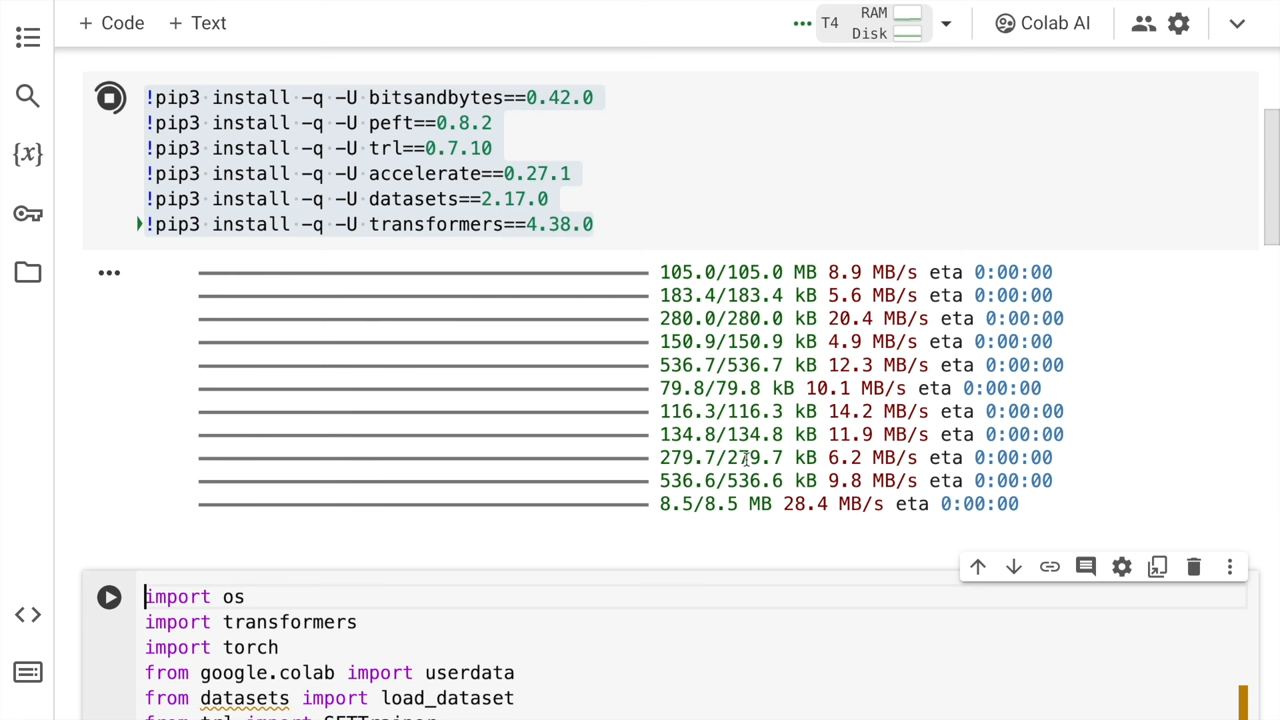 + Code + Text
T4
RAM
Disk
Colab AI
{x}
!pip3 install -q -U bitsandbytes==0.42.0
!pip3 install -q -U peft==0.8.2
!pip3 install -q -U trl==0.7.10
!pip3 install -q -U accelerate==0.27.1
!pip3 install -q -U datasets==2.17.0
!pip3 install -q -U transformers==4.38.0
105.0/105.0 MB 8.9 MB/s eta 0:00:00
183.4/183.4 kB 5.6 MB/s eta 0:00:00
280.0/280.0 kB 20.4 MB/s eta 0:00:00
150.9/150.9 kB 4.9 MB/s eta 0:00:00
536.7/536.7 kB 12.3 MB/s eta 0:00:00
79.8/79.8 kB 10.1 MB/s eta 0:00:00
116.3/116.3 kB 14.2 MB/s eta 0:00:00
134.8/134.8 kB 11.9 MB/s eta 0:00:00
279.7/279.7 kB 6.2 MB/s eta 0:00:00
536.6/536.6 kB 9.8 MB/s eta 0:00:00
8.5/8.5 MB 28.4 MB/s eta 0:00:00
import os
import transformers
import torch
from google.colab import userdata
from datasets import load_dataset
from trl import SFTTrainer